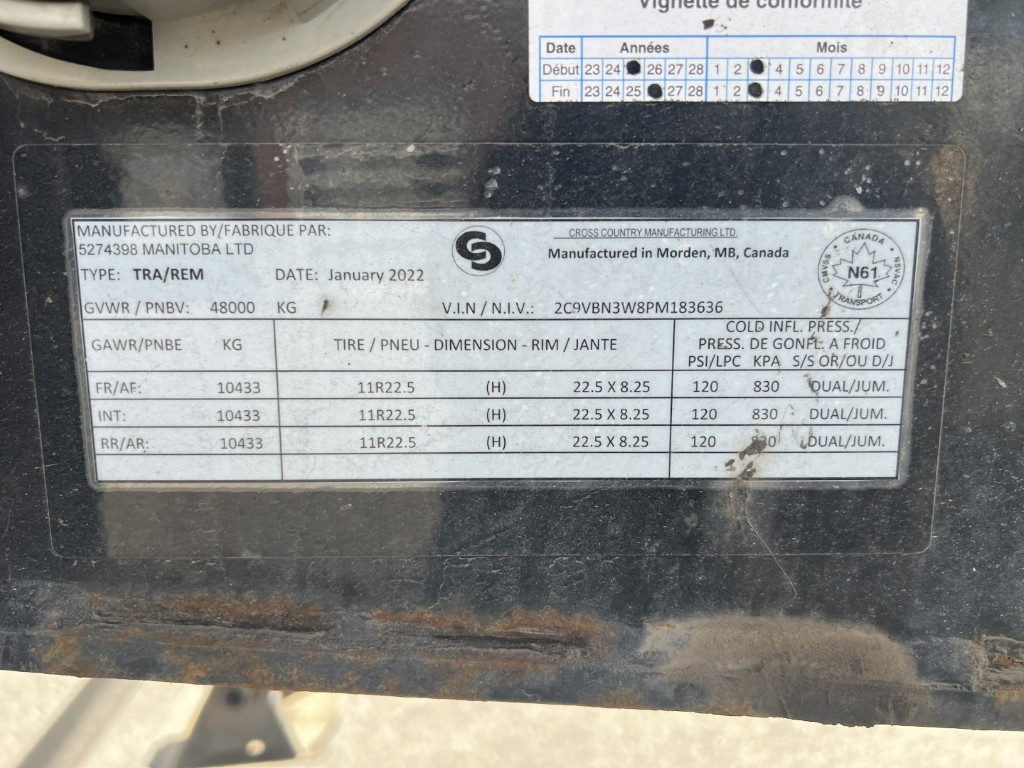 Vignette de conformité
Date Années Mois
Début 23 24 26 27 28 1 2 4 5 6 7 8 9 10 11 12
Fin 23 24 25 27 28 1 2 4 5 6 7 8 9 10 11 12
MANUFACTURED BY/FABRIQUE PAR:
5274398 MANITOBA LTD
CROSS COUNTRY MANUFACTURING LTD.
Manufactured in Morden, MB, Canada
CANADA
CMVSS N61 NSVAC
TRANSPORT
TYPE: TRA/REM DATE: January 2022
GVWR / PNBV: 48000 KG V.I.N / N.I.V.: 2C9VBN3W8PM183636
GAWR/PNBE KG TIRE / PNEU - DIMENSION - RIM / JANTE
COLD INFL. PRESS./
PRESS. DE GONFL. A FROID
PSI/LPC KPA S/S OR/OU D/J
FR/AF: 10433 11R22.5 (H) 22.5 X 8.25 120 830 DUAL/JUM.
INT: 10433 11R22.5 (H) 22.5 X 8.25 120 830 DUAL/JUM.
RR/AR: 10433 11R22.5 (H) 22.5 X 8.25 120 830 DUAL/JUM.